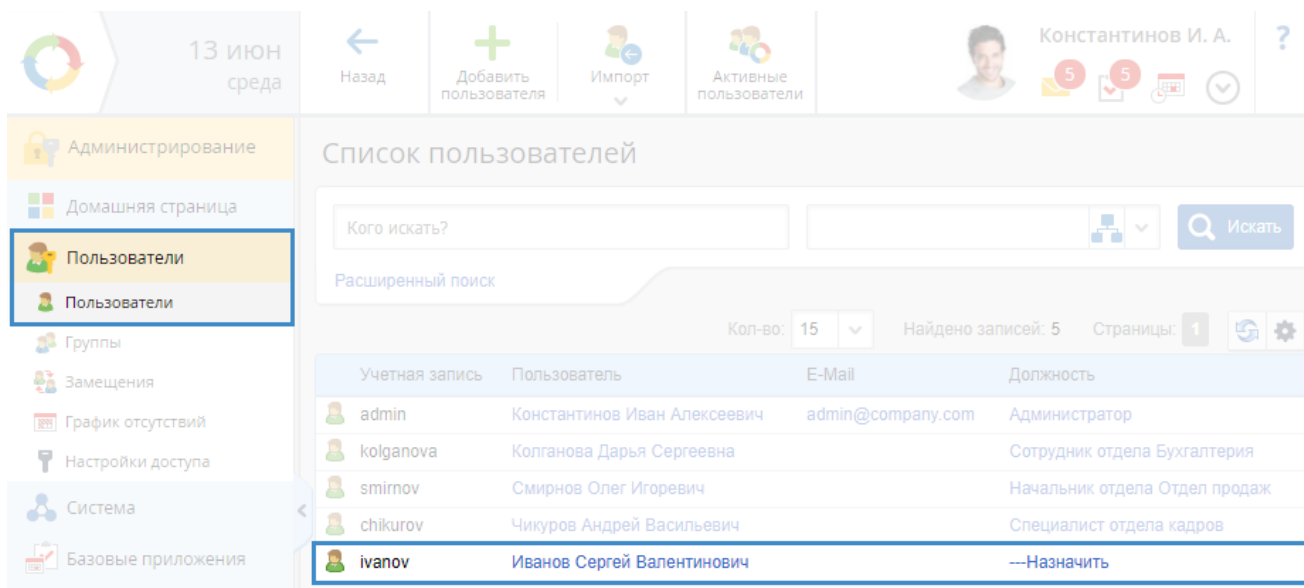 13 июн
среда
Назад
Добавить
пользователя
Импорт
Активные
пользователи
Константинов И. А.
5
5
?
Администрирование
Домашняя страница
Пользователи
Пользователи
Группы
Замещения
График отсутствий
Настройки доступа
Система
Базовые приложения
Список пользователей
Кого искать?
Искать
Расширенный поиск
Кол-во: 15 Найдено записей: 5 Страницы: 1
Учетная запись Пользователь E-Mail Должность
admin Константинов Иван Алексеевич admin@company.com Администратор
kolganova Колганова Дарья Сергеевна Сотрудник отдела Бухгалтерия
smirnov Смирнов Олег Игоревич Начальник отдела Отдел продаж
chikurov Чикуров Андрей Васильевич Специалист отдела кадров
ivanov Иванов Сергей Валентинович ---Назначить